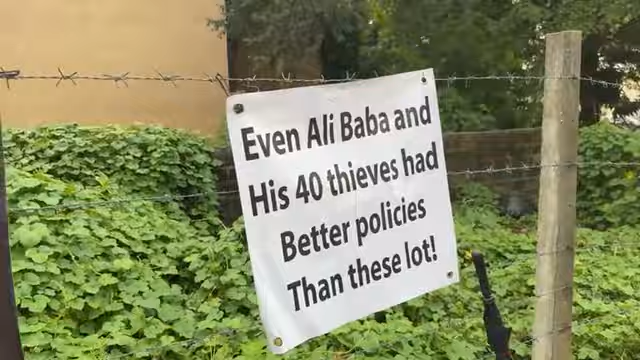 Even Ali Baba and
His 40 thieves had
Better policies
Than these lot!